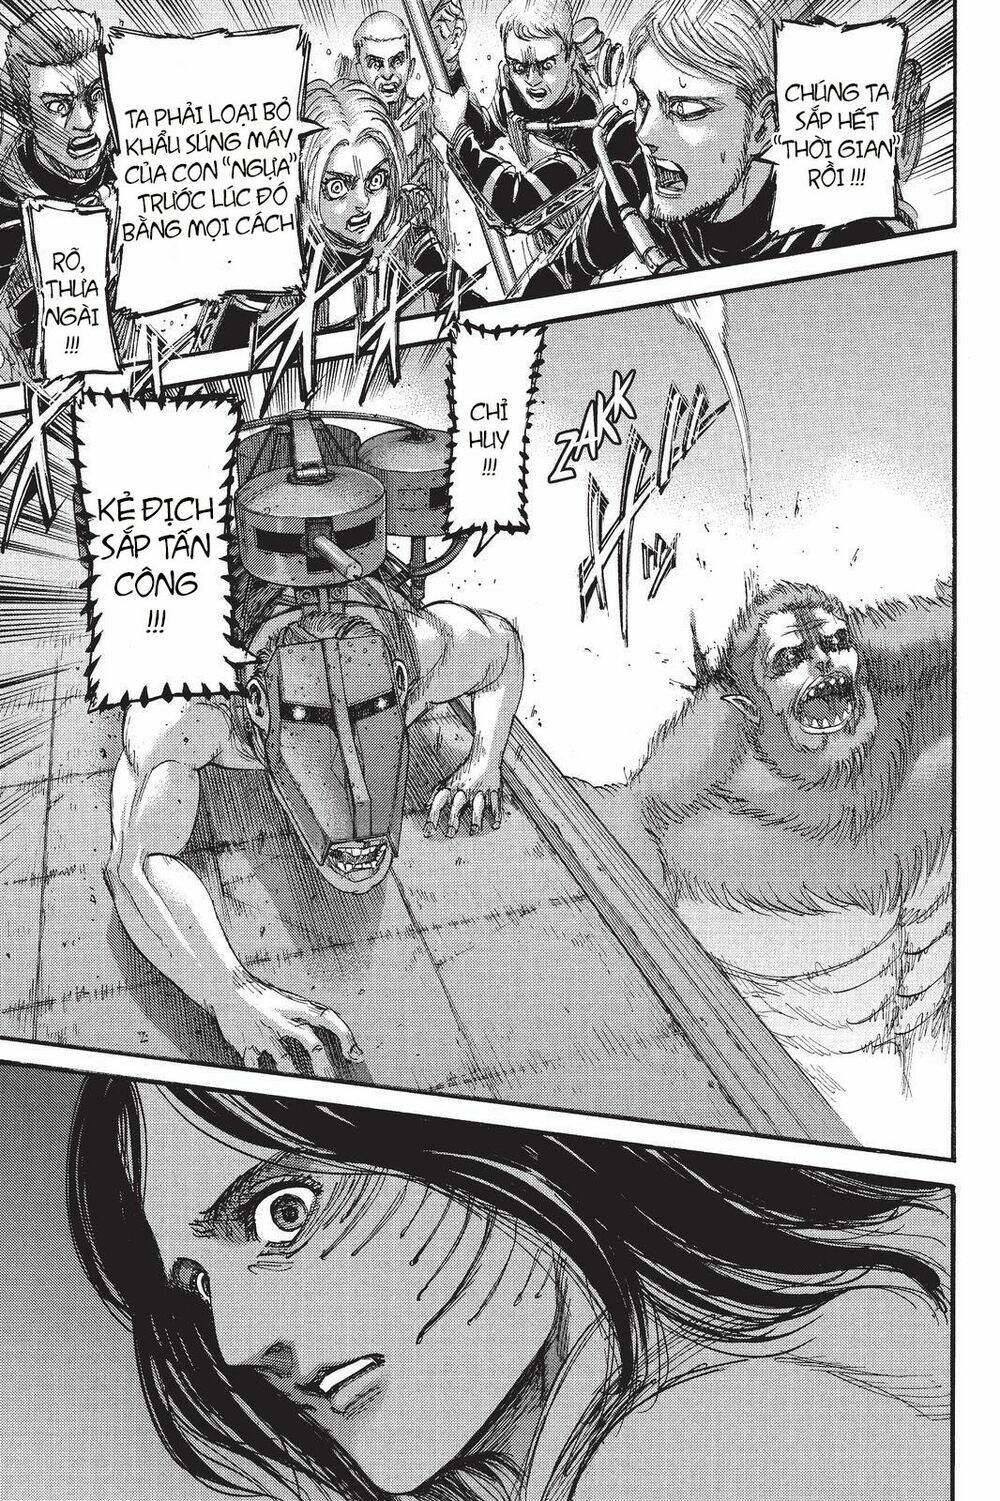 CHÚNG TA
SẮP HẾT
"THỜI GIAN"
RỒI !!!
TA PHẢI LOẠI BỎ
KHẨU SÚNG MÁY
CỦA CON "NGỰA"
TRƯỚC LÚC ĐÓ
BẰNG MỌI CÁCH
RÕ,
THƯA
NGÀI
!!!
CHỈ
HUY
!!!
ZAKK
KẺ ĐỊCH
SẮP TẤN
CÔNG
!!!